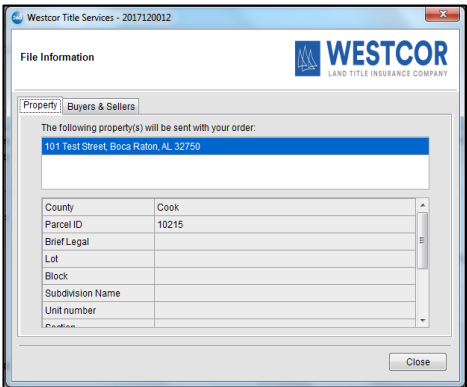 Westcor Title Services - 2017120012
File Information
WESTCOR
LAND TITLE INSURANCE COMPANY
Property Buyers & Sellers
The following property(s) will be sent with your order:
101 Test Street, Boca Raton, AL 32750
County Cook
Parcel ID 10215
Brief Legal
Lot
Block
Subdivision Name
Unit number
Section
Close